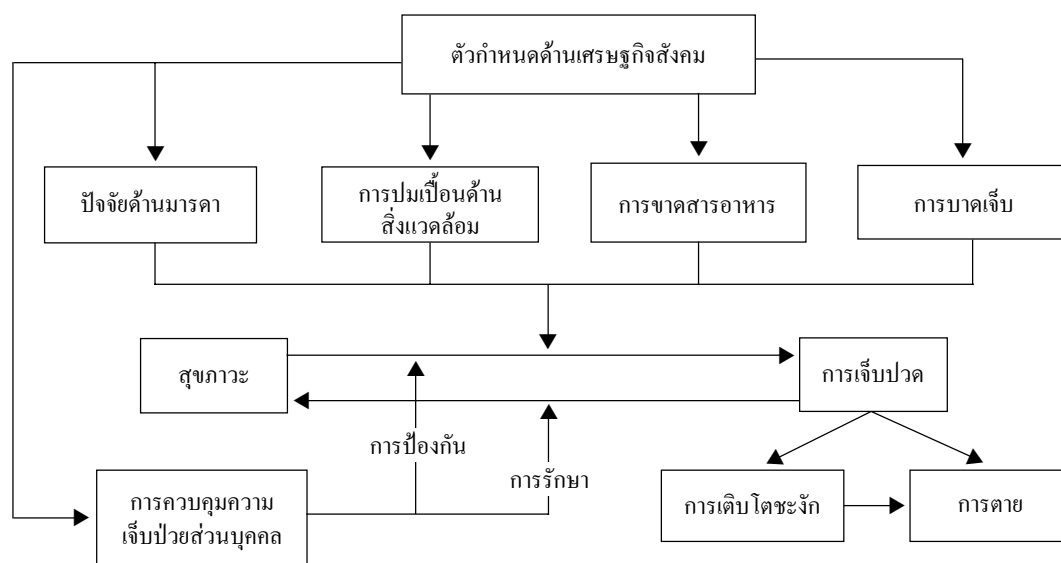 ตัวกำหนดด้านเศรษฐกิจสังคม
ปัจจัยด้านมารดา
การปมเปื้อนด้าน
สิ่งแวดล้อม
การขาดสารอาหาร
การบาดเจ็บ
สุขภาวะ
การเจ็บปวด
การป้องกัน
การรักษา
การควบคุมความ
เจ็บป่วยส่วนบุคคล
การเติบโตชะงัก
การตาย